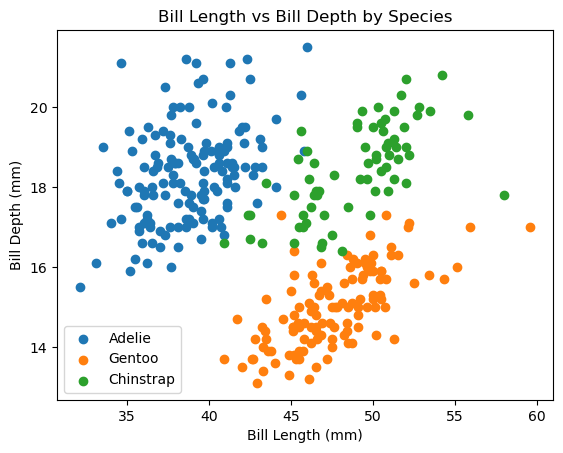 Bill Length vs Bill Depth by Species
Bill Depth (mm)
20
18
16
14
Adelie
Gentoo
Chinstrap
35 40 45 50 55 60
Bill Length (mm)